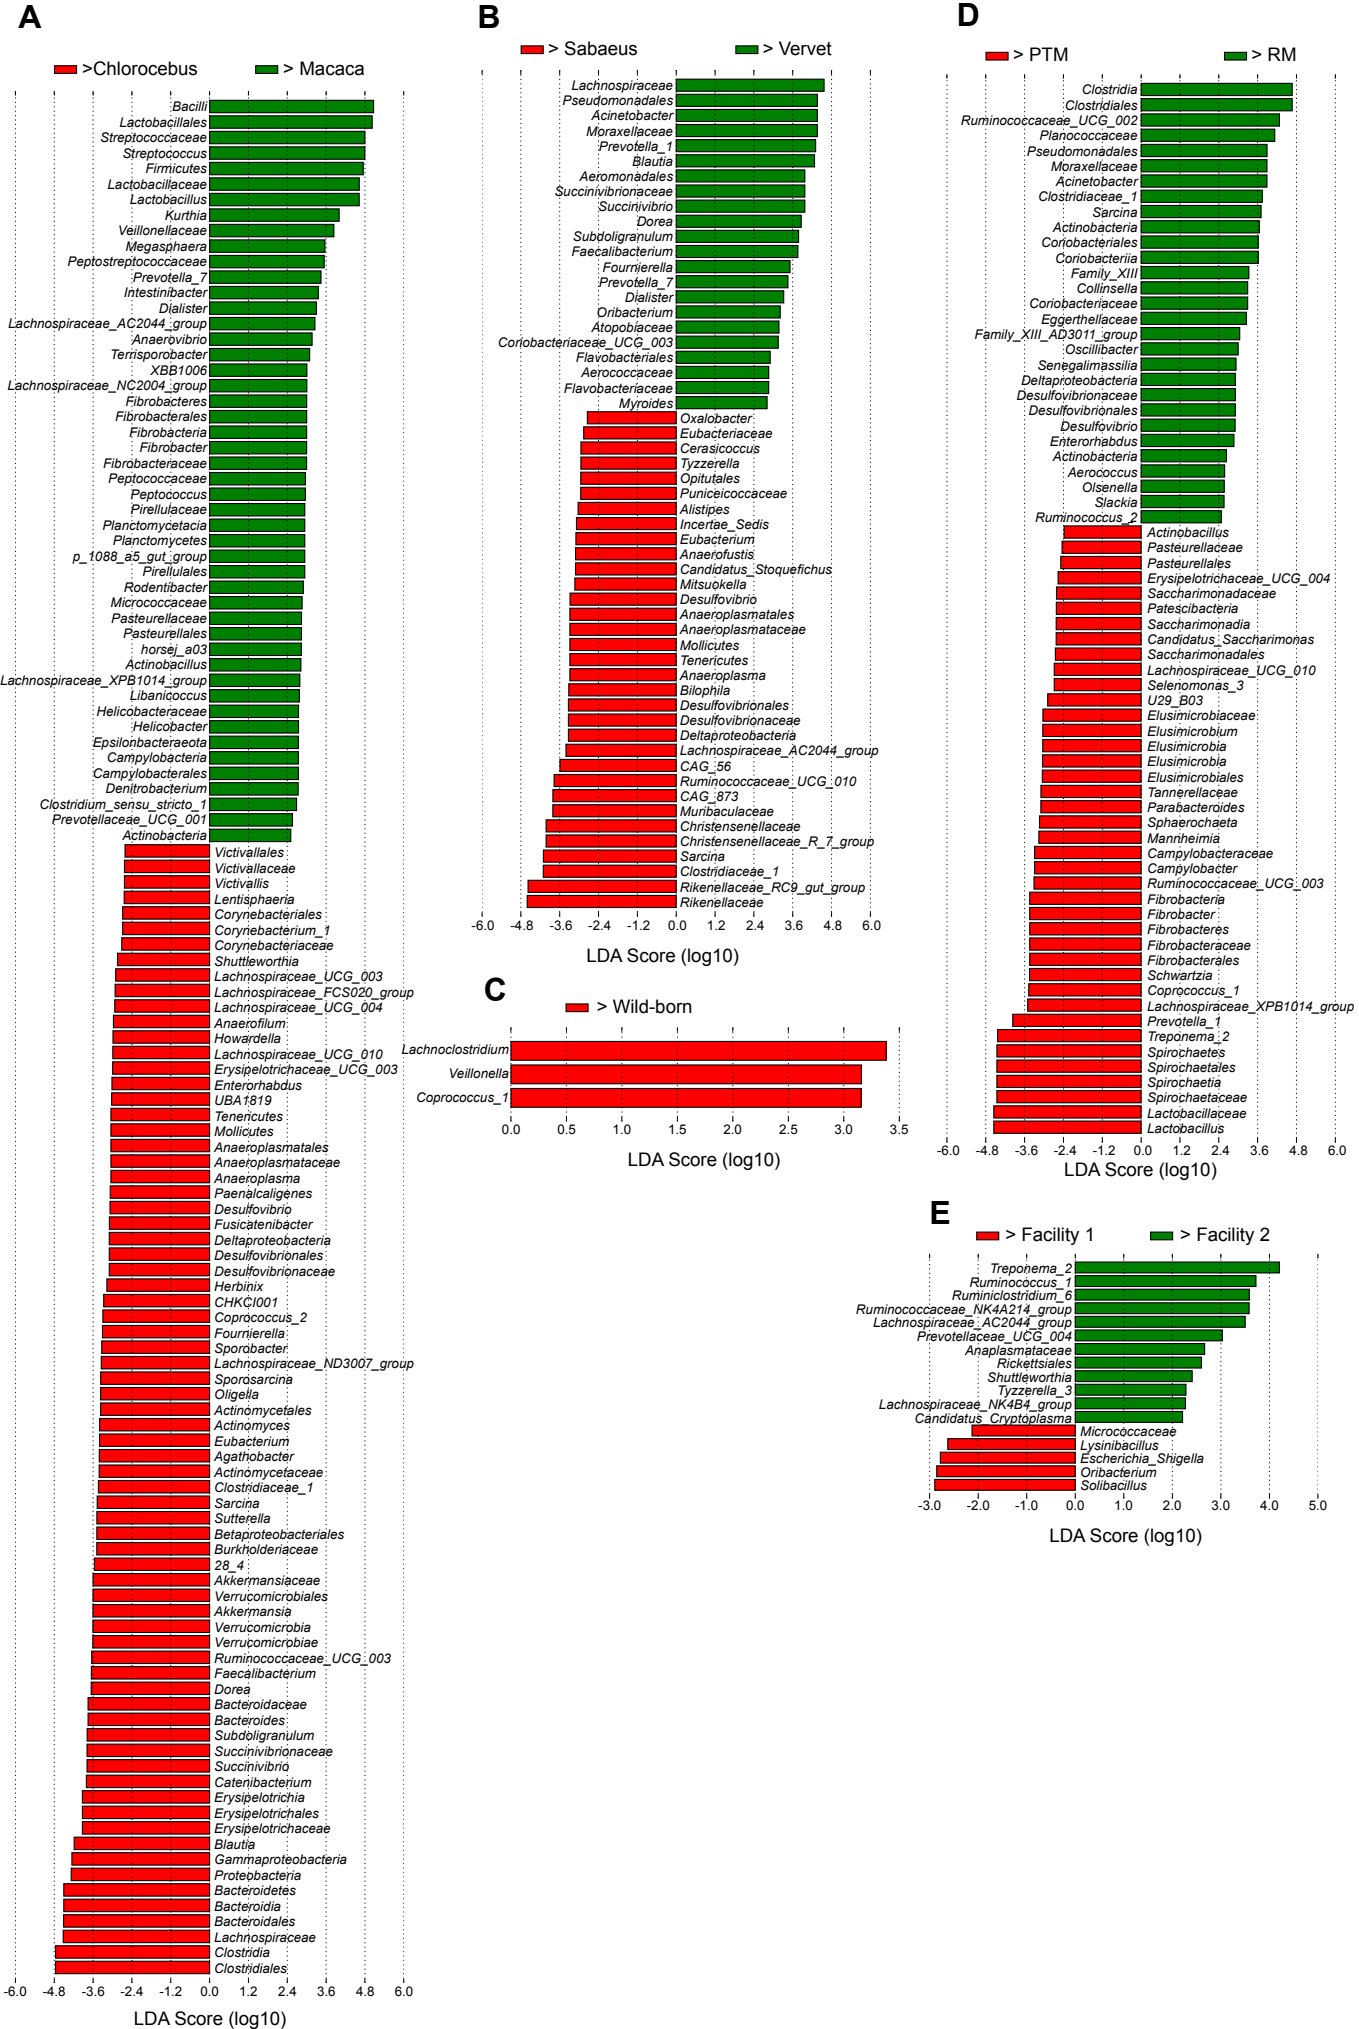 A
>Chlorocebus
> Macaca
Bacilli
Lactobacillales
Streptococcaceae
Streptococcus
Firmicutes
Lactobacillaceae
Lactobacillus
Kurthia
Veillonellaceae
Megasphaera
Peptostreptococcaceae
Prevotella_7
Intestinibacter
Dialister
Lachnospiraceae_AC2044_group
Anaerovibrio
Terrisporobacter
XBB1006
Lachnospiraceae_NC2004_group
Fibrobacteres
Fibrobacterales
Fibrobacteria
Fibrobacter
Fibrobacteraceae
Peptococcaceae
Peptococcus
Pirellulaceae
Planctomycetacia
Planctomycetes
p_1088_a5_gut_group
Pirellulales
Rodentibacter
Micrococcaceae
Pasteurellaceae
Pasteurellales
horsej_a03
Actinobacillus
Lachnospiraceae_XPB1014_group
Libanicoccus
Helicobacteraceae
Helicobacter
Epsilonbacteraeota
Campylobacteria
Campylobacterales
Denitrobacterium
Clostridium_sensu_stricto_1
Prevotellaceae_UCG_001
Actinobacteria
Victivallales
Victivallaceae
Victivallis
Lentisphaeria
Corynebacteriales
Corynebacterium_1
Corynebacteriaceae
Shuttleworthia
Lachnospiraceae_UCG_003
Lachnospiraceae_FCS020_group
Lachnospiraceae_UCG_004
Anaerofilum
Howardella
Lachnospiraceae_UCG_010
Erysipelotrichaceae_UCG_003
Enterorhabdus
UBA1819
Tenericutes
Mollicutes
Anaeroplasmatales
Anaeroplasmataceae
Anaeroplasma
Paenalcaligenes
Desulfovibrio
Fusicatenibacter
Deltaproteobacteria
Desulfovibrionales
Desulfovibrionaceae
Herbinix
CHKCI001
Coprococcus_2
Fournierella
Sporobacter
Lachnospiraceae_ND3007_group
Sporosarcina
Oligella
Actinomycetales
Actinomyces
Eubacterium
Agathobacter
Actinomycetaceae
Clostridiaceae_1
Sarcina
Sutterella
Betaproteobacteriales
Burkholderiaceae
28_4
Akkermansiaceae
Verrucomicrobiales
Akkermansia
Verrucomicrobia
Verrucomicrobiae
Ruminococcaceae_UCG_003
Faecalibacterium
Dorea
Bacteroidaceae
Bacteroides
Subdoligranulum
Succinivibrionaceae
Succinivibrio
Catenibacterium
Erysipelotrichia
Erysipelotrichales
Erysipelotrichaceae
Blautia
Gammaproteobacteria
Proteobacteria
Bacteroidetes
Bacteroidia
Bacteroidales
Lachnospiraceae
Clostridia
Clostridiales
-6.0 -4.8 -3.6 -2.4 -1.2 0.0 1.2 2.4 3.6 4.8 6.0
LDA Score (log10)
B
> Sabaeus
> Vervet
Lachnospiraceae
Pseudomonadales
Acinetobacter
Moraxellaceae
Prevotella_1
Blautia
Aeromonadales
Succinivibrionaceae
Succinivibrio
Dorea
Subdoligranulum
Faecalibacterium
Fournierella
Prevotella_7
Dialister
Oribacterium
Atopobiaceae
Coriobacteriaceae_UCG_003
Flavobacteriales
Aerococcaceae
Flavobacteriaceae
Myroides
Oxalobacter
Eubacteriaceae
Cerasicoccus
Tyzzerella
Opitutales
Puniceicoccaceae
Alistipes
Incertae_Sedis
Eubacterium
Anaerofustis
Candidatus_Stoquefichus
Mitsuokella
Desulfovibrio
Anaeroplasmatales
Anaeroplasmataceae
Mollicutes
Tenericutes
Anaeroplasma
Bilophila
Desulfovibrionales
Desulfovibrionaceae
Deltaproteobacteria
Lachnospiraceae_AC2044_group
CAG_56
Ruminococcaceae_UCG_010
CAG_873
Muribaculaceae
Christensenellaceae
Christensenellaceae_R_7_group
Sarcina
Clostridiaceae_1
Rikenellaceae_RC9_gut_group
Rikenellaceae
-6.0 -4.8 -3.6 -2.4 -1.2 0.0 1.2 2.4 3.6 4.8 6.0
LDA Score (log10)
C
> Wild-born
Lachnoclostridium
Veillonella
Coprococcus_1
0.0 0.5 1.0 1.5 2.0 2.5 3.0 3.5
LDA Score (log10)
D
> PTM
> RM
Clostridia
Clostridiales
Ruminococcaceae_UCG_002
Planococcaceae
Pseudomonadales
Moraxellaceae
Acinetobacter
Clostridiaceae_1
Sarcina
Actinobacteria
Coriobacteriales
Coriobacteriia
Family_XIII
Collinsella
Coriobacteriaceae
Eggerthellaceae
Family_XIII_AD3011_group
Oscillibacter
Senegalimassilia
Deltaproteobacteria
Desulfovibrionaceae
Desulfovibrionales
Desulfovibrio
Enterorhabdus
Actinobacteria
Aerococcus
Olsenella
Slackia
Ruminococcus_2
Actinobacillus
Pasteurellaceae
Pasteurellales
Erysipelotrichaceae_UCG_004
Saccharimonadaceae
Patescibacteria
Saccharimonadia
Candidatus_Saccharimonas
Saccharimonadales
Lachnospiraceae_UCG_010
Selenomonas_3
U29_B03
Elusimicrobiaceae
Elusimicrobium
Elusimicrobia
Elusimicrobia
Elusimicrobiales
Tannerellaceae
Parabacteroides
Sphaerochaeta
Mannheimia
Campylobacteraceae
Campylobacter
Ruminococcaceae_UCG_003
Fibrobacteria
Fibrobacter
Fibrobacteres
Fibrobacteraceae
Fibrobacterales
Schwartzia
Coprococcus_1
Lachnospiraceae_XPB1014_group
Prevotella_1
Treponema_2
Spirochaetes
Spirochaetales
Spirochaetia
Spirochaetaceae
Lactobacillaceae
Lactobacillus
-6.0 -4.8 -3.6 -2.4 -1.2 0.0 1.2 2.4 3.6 4.8 6.0
LDA Score (log10)
E
> Facility 1
> Facility 2
Treponema_2
Ruminococcus_1
Ruminiclostridium_6
Ruminococcaceae_NK4A214_group
Lachnospiraceae_AC2044_group
Prevotellaceae_UCG_004
Anaplasmataceae
Rickettsiales
Shuttleworthia
Tyzzerella_3
Lachnospiraceae_NK4B4_group
Candidatus_Cryptoplasma
Micrococcaceae
Lysinibacillus
Escherichia_Shigella
Oribacterium
Solibacillus
-3.0 -2.0 -1.0 0.0 1.0 2.0 3.0 4.0 5.0
LDA Score (log10)